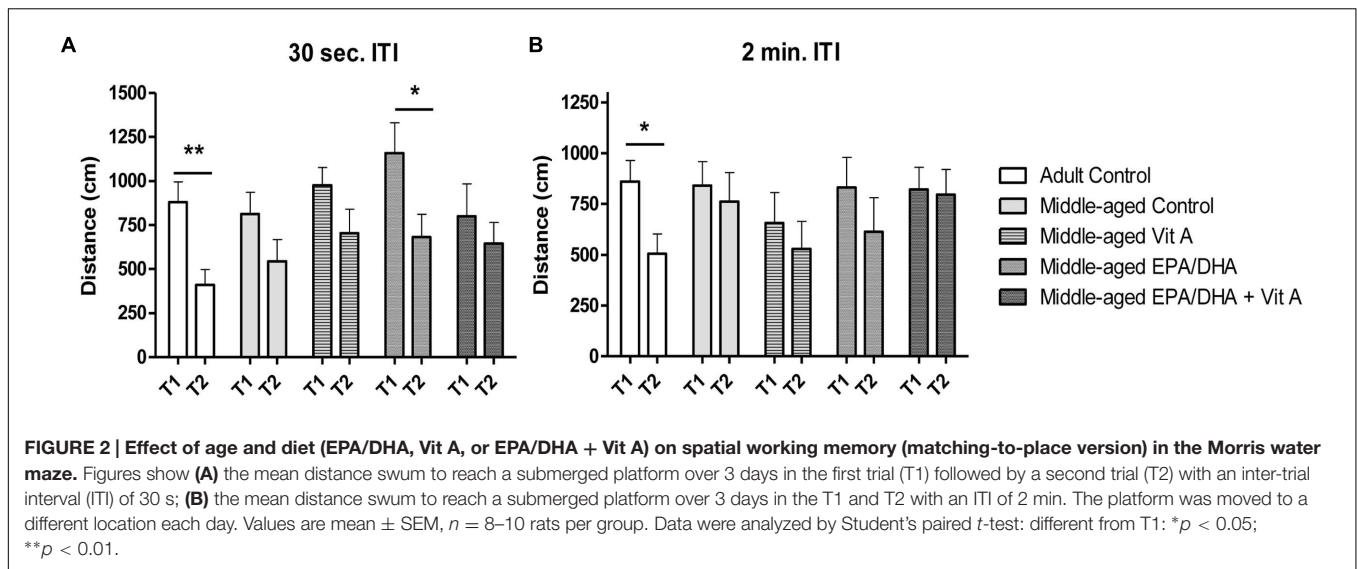 A
30 sec. ITI
**
*
Distance (cm)
1500
1250
1000
750
500
250
0
T1 T2 T1 T2 T1 T2 T1 T2 T1 T2
B
2 min. ITI
*
Distance (cm)
1250
1000
750
500
250
0
T1 T2 T1 T2 T1 T2 T1 T2 T1 T2
Adult Control
Middle-aged Control
Middle-aged Vit A
Middle-aged EPA/DHA
Middle-aged EPA/DHA + Vit A
FIGURE 2 | Effect of age and diet (EPA/DHA, Vit A, or EPA/DHA + Vit A) on spatial working memory (matching-to-place version) in the Morris water
maze. Figures show (A) the mean distance swum to reach a submerged platform over 3 days in the first trial (T1) followed by a second trial (T2) with an inter-trial
interval (ITI) of 30 s; (B) the mean distance swum to reach a submerged platform over 3 days in the T1 and T2 with an ITI of 2 min. The platform was moved to a
different location each day. Values are mean ± SEM, n = 8–10 rats per group. Data were analyzed by Student's paired t-test: different from T1: *p < 0.05;
**p < 0.01.